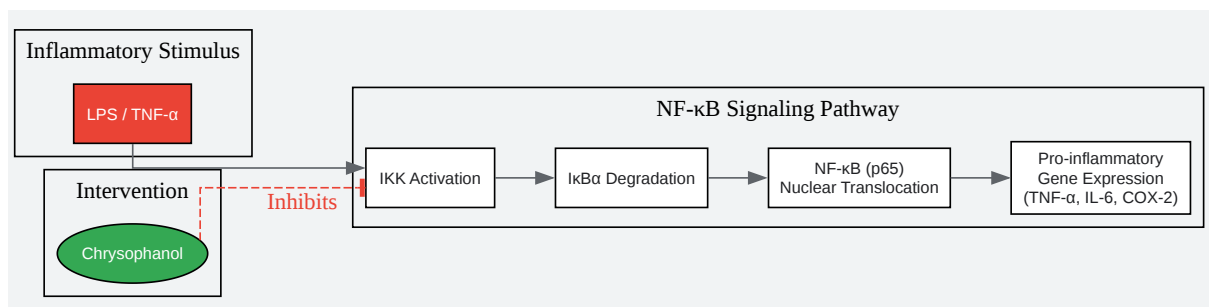 Inflammatory Stimulus
LPS / TNF-α
Intervention
Chrysophanol
Inhibits
NF-κB Signaling Pathway
IKK Activation
IκBα Degradation
NF-κB (p65)
Nuclear Translocation
Pro-inflammatory
Gene Expression
(TNF-α, IL-6, COX-2)